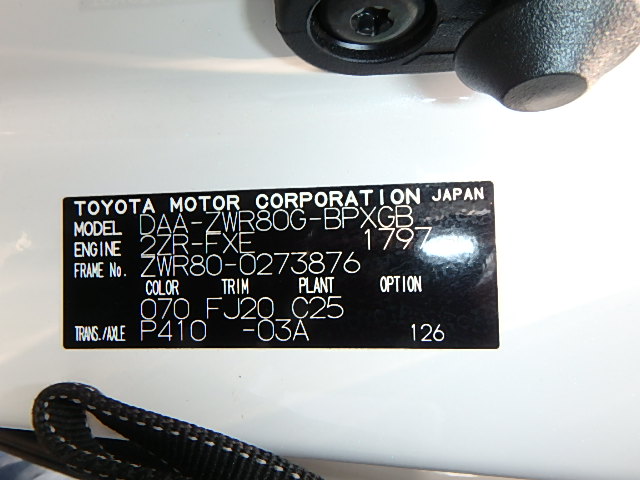 TOYOTA MOTOR CORPORATION JAPAN
MODEL DAA-ZWR80G-BPXGB
ENGINE 2ZR-FXE 1797
FRAME No. ZWR80-0273876
COLOR TRIM PLANT OPTION
070 FJ20 C25
TRANS./AXLE P410 -03A 126